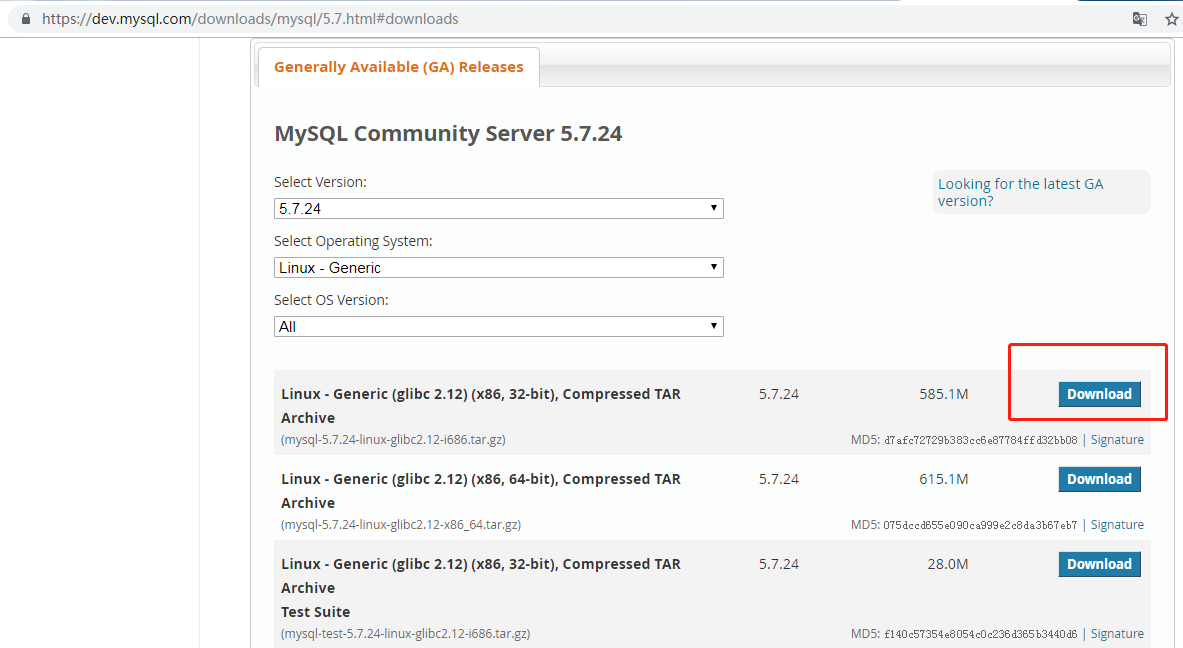 https://dev.mysql.com/downloads/mysql/5.7.html#downloads
Generally Available (GA) Releases
MySQL Community Server 5.7.24
Select Version:
5.7.24
Looking for the latest GA
version?
Select Operating System:
Linux - Generic
Select OS Version:
All
Linux - Generic (glibc 2.12) (x86, 32-bit), Compressed TAR 5.7.24 585.1M Download
Archive
(mysql-5.7.24-linux-glibc2.12-i686.tar.gz) MD5: d7afc72729b383cc6e87784ffd32bb08 | Signature
Linux - Generic (glibc 2.12) (x86, 64-bit), Compressed TAR 5.7.24 615.1M Download
Archive
(mysql-5.7.24-linux-glibc2.12-x86_64.tar.gz) MD5: 075dccd655e090ca999e2c8da3b67eb7 | Signature
Linux - Generic (glibc 2.12) (x86, 32-bit), Compressed TAR 5.7.24 28.0M Download
Archive
Test Suite
(mysql-test-5.7.24-linux-glibc2.12-i686.tar.gz) MD5: f140c57354e8054c0c236d365b3440d6 | Signature